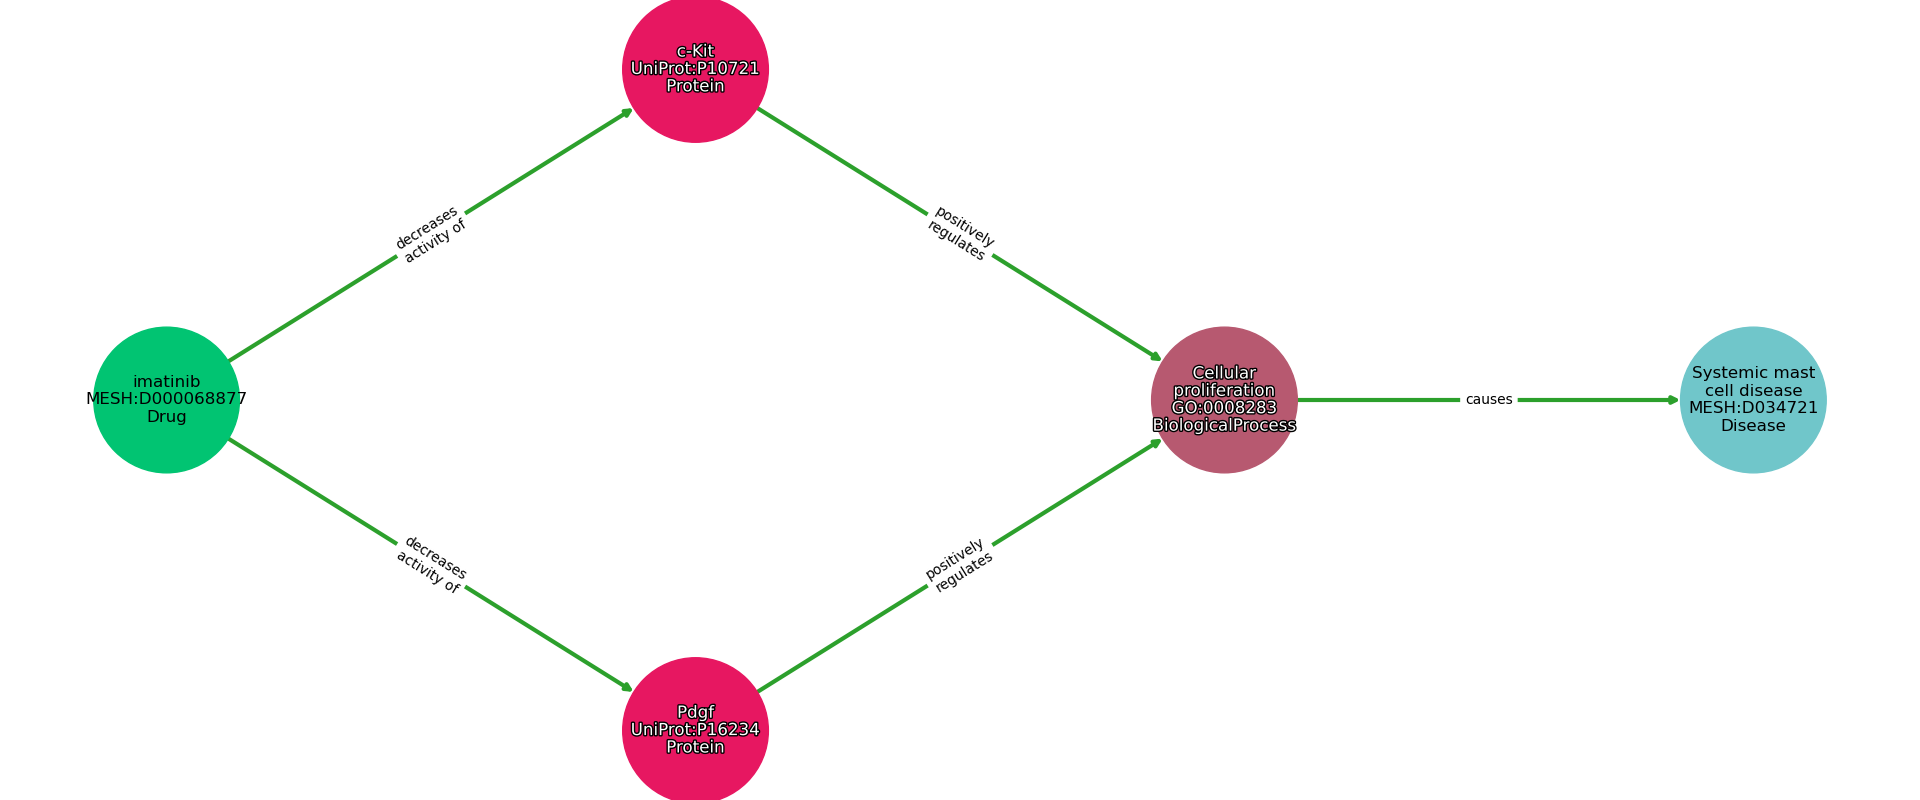 c-Kit
UniProt:P10721
Protein
decreases
activity of
positively
regulates
imatinib
MESH:D000068877
Drug
Cellular
proliferation
GO:0008283
BiologicalProcess
causes
Systemic mast
cell disease
MESH:D034721
Disease
decreases
activity of
positively
regulates
Pdgf
UniProt:P16234
Protein